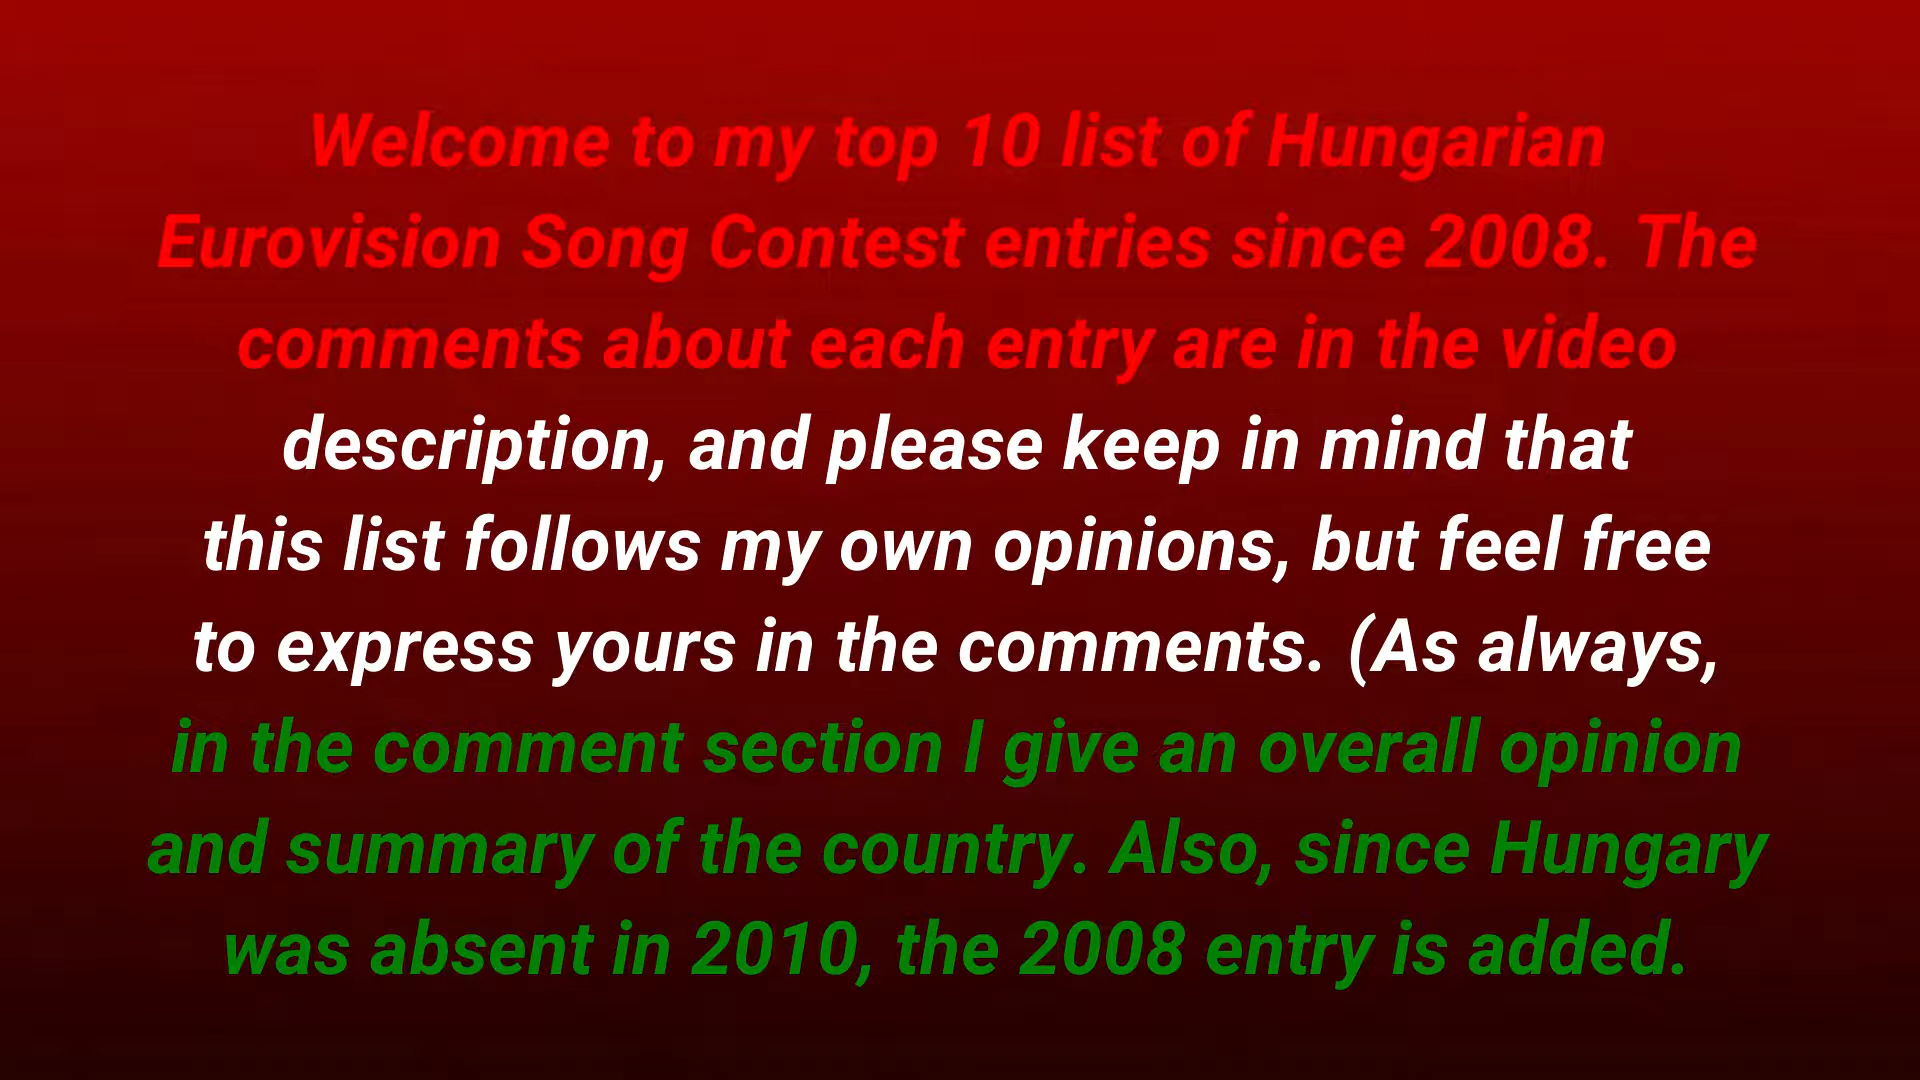 Welcome to my top 10 list of Hungarian
Eurovision Song Contest entries since 2008. The
comments about each entry are in the video
description, and please keep in mind that
this list follows my own opinions, but feel free
to express yours in the comments. (As always,
in the comment section I give an overall opinion
and summary of the country. Also, since Hungary
was absent in 2010, the 2008 entry is added.